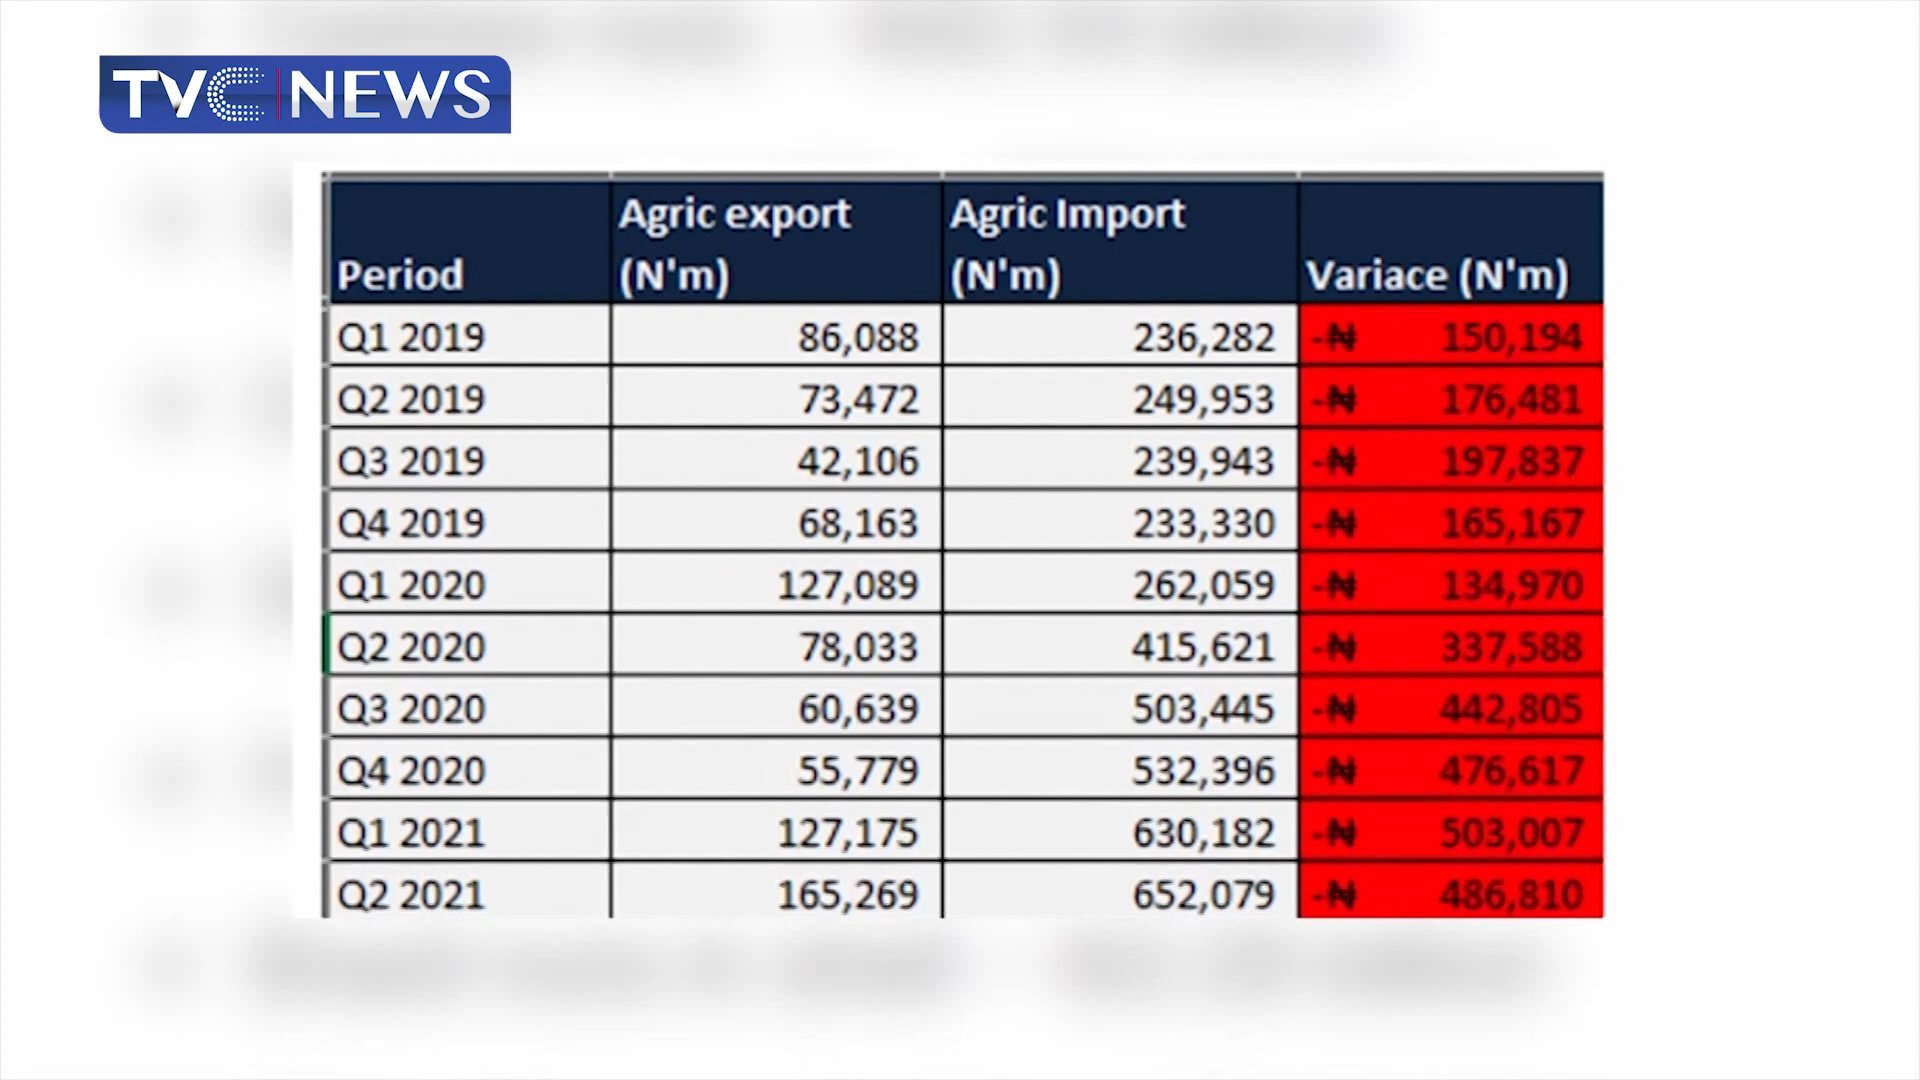 TVC NEWS
Period Agric export (N'm) Agric Import (N'm) Variace (N'm)
Q1 2019 86,088 236,282 -₦ 150,194
Q2 2019 73,472 249,953 -₦ 176,481
Q3 2019 42,106 239,943 -₦ 197,837
Q4 2019 68,163 233,330 -₦ 165,167
Q1 2020 127,089 262,059 -₦ 134,970
Q2 2020 78,033 415,621 -₦ 337,588
Q3 2020 60,639 503,445 -₦ 442,805
Q4 2020 55,779 532,396 -₦ 476,617
Q1 2021 127,175 630,182 -₦ 503,007
Q2 2021 165,269 652,079 -₦ 486,810